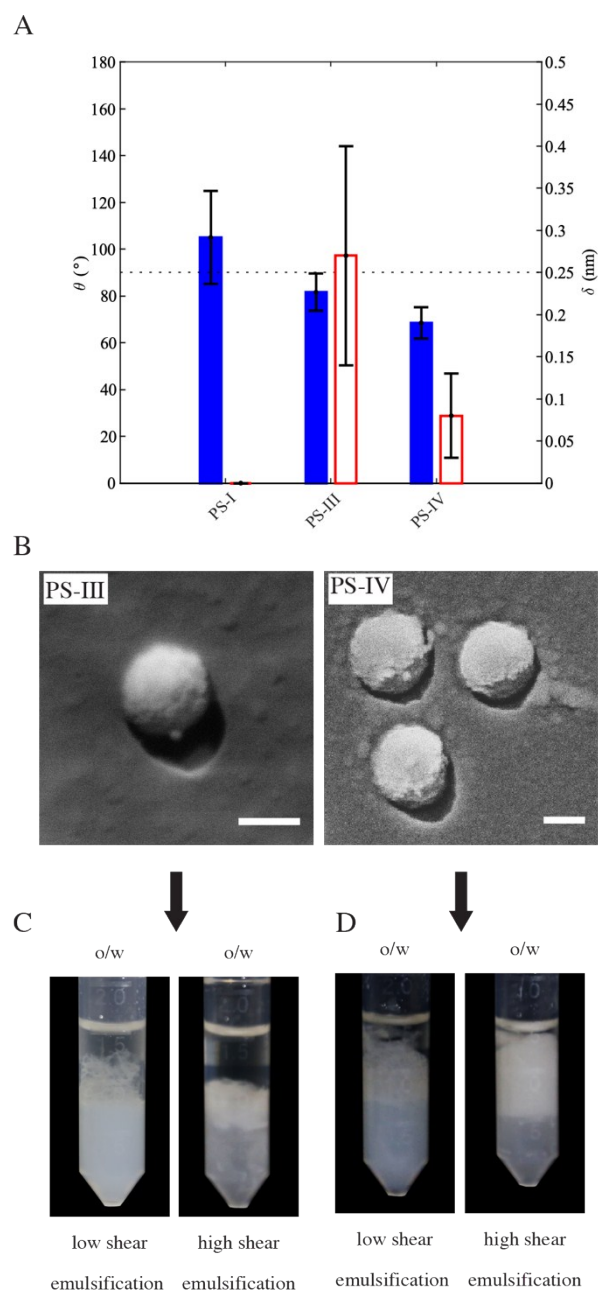 A
180
160
140
120
100
80
60
40
20
0
θ (°)
0.5
0.45
0.4
0.35
0.3
0.25
0.2
0.15
0.1
0.05
0
δ (nm)
PS-I
PS-III
PS-IV
B
PS-III
PS-IV
C
D
o/w
o/w
o/w
o/w
20
15
low shear
high shear
low shear
high shear
emulsification
emulsification
emulsification
emulsification